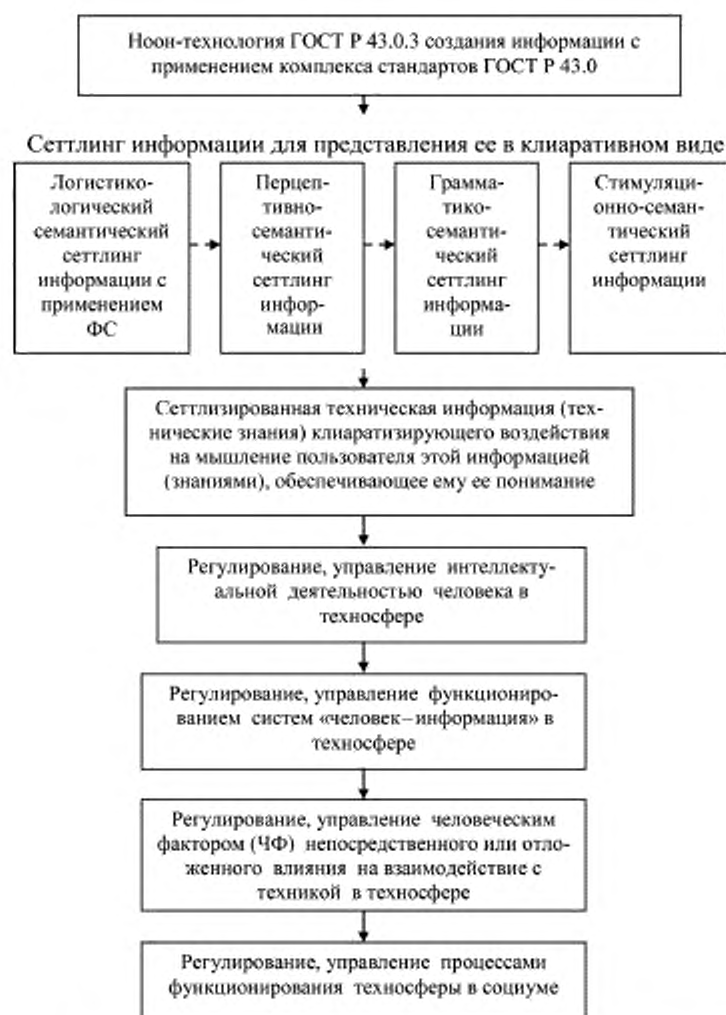 Ноон-технология ГОСТ Р 43.0.3 создания информации с
применением комплекса стандартов ГОСТ Р 43.0
Сеттлинг информации для представления ее в клиаративном виде
Логистико-
логический
семантический
сеттлинг
информации с
применением
ФС
Перцеп-
тивно-
семанти-
ческий
сеттлинг
инфор-
мации
Грамма-
тико-
семанти-
ческий
сеттлинг
информа-
ции
Стимуляци-
онно-семан-
тический
сеттлинг
информации
Сеттлизированная техническая информация (тех-
нические знания) клиаратизирующего воздействия
на мышление пользователя этой информацией
(знаниями), обеспечивающее ему ее понимание
Регулирование, управление интеллекту-
альной деятельностью человека в
техносфере
Регулирование, управление функциониро-
ванием систем «человек–информация» в
техносфере
Регулирование, управление человеческим
фактором (ЧФ) непосредственного или отло-
женного влияния на взаимодействие с
техникой в техносфере
Регулирование, управление процессами
функционирования техносферы в социуме